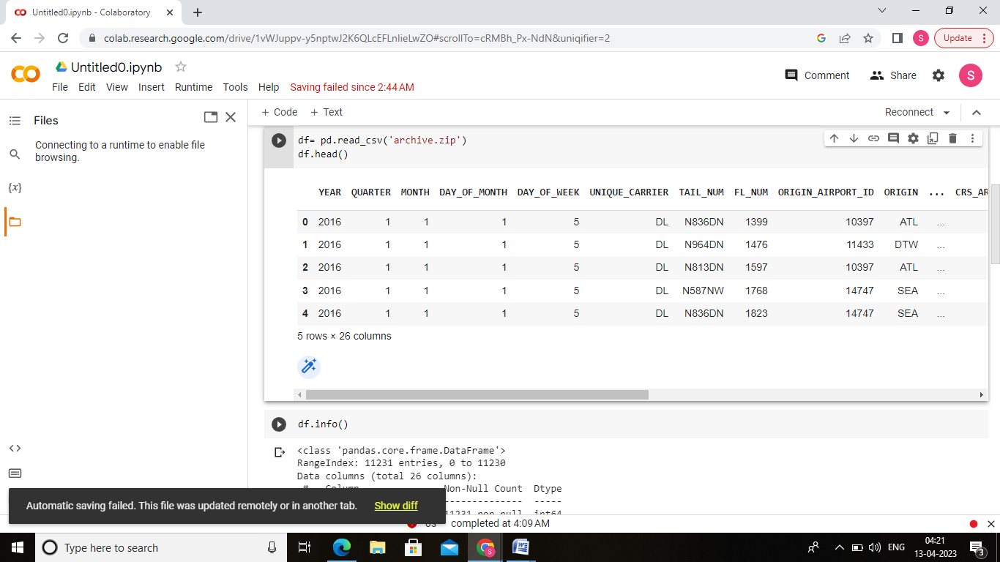 Untitled0.ipynb - Colaboratory
colab.research.google.com/drive/1vWJuppv-y5nptwJ2K6QLcEFLnlieLwZO#scrollTo=cRMBh_Px-NdN&uniqifier=2
S
Update
Untitled0.ipynb
File Edit View Insert Runtime Tools Help Saving failed since 2:44 AM
Comment Share S
Files
+ Code + Text
Reconnect
Connecting to a runtime to enable file
browsing.
{x}
df= pd.read_csv('archive.zip')
df.head()
YEAR QUARTER MONTH DAY_OF_MONTH DAY_OF_WEEK UNIQUE_CARRIER TAIL_NUM FL_NUM ORIGIN_AIRPORT_ID ORIGIN ... CRS_AR
0 2016 1 1 1 5 DL N836DN 1399 10397 ATL ...
1 2016 1 1 1 5 DL N964DN 1476 11433 DTW ...
2 2016 1 1 1 5 DL N813DN 1597 10397 ATL ...
3 2016 1 1 1 5 DL N587NW 1768 14747 SEA ...
4 2016 1 1 1 5 DL N836DN 1823 14747 SEA ...
5 rows × 26 columns
df.info()
<class 'pandas.core.frame.DataFrame'>
RangeIndex: 11231 entries, 0 to 11230
Data columns (total 26 columns):
# Column Non-Null Count Dtype
-------------- -----
11231 non-null int64
Automatic saving failed. This file was updated remotely or in another tab. Show diff
0s completed at 4:09 AM
Type here to search
ENG
04:21
13-04-2023
3